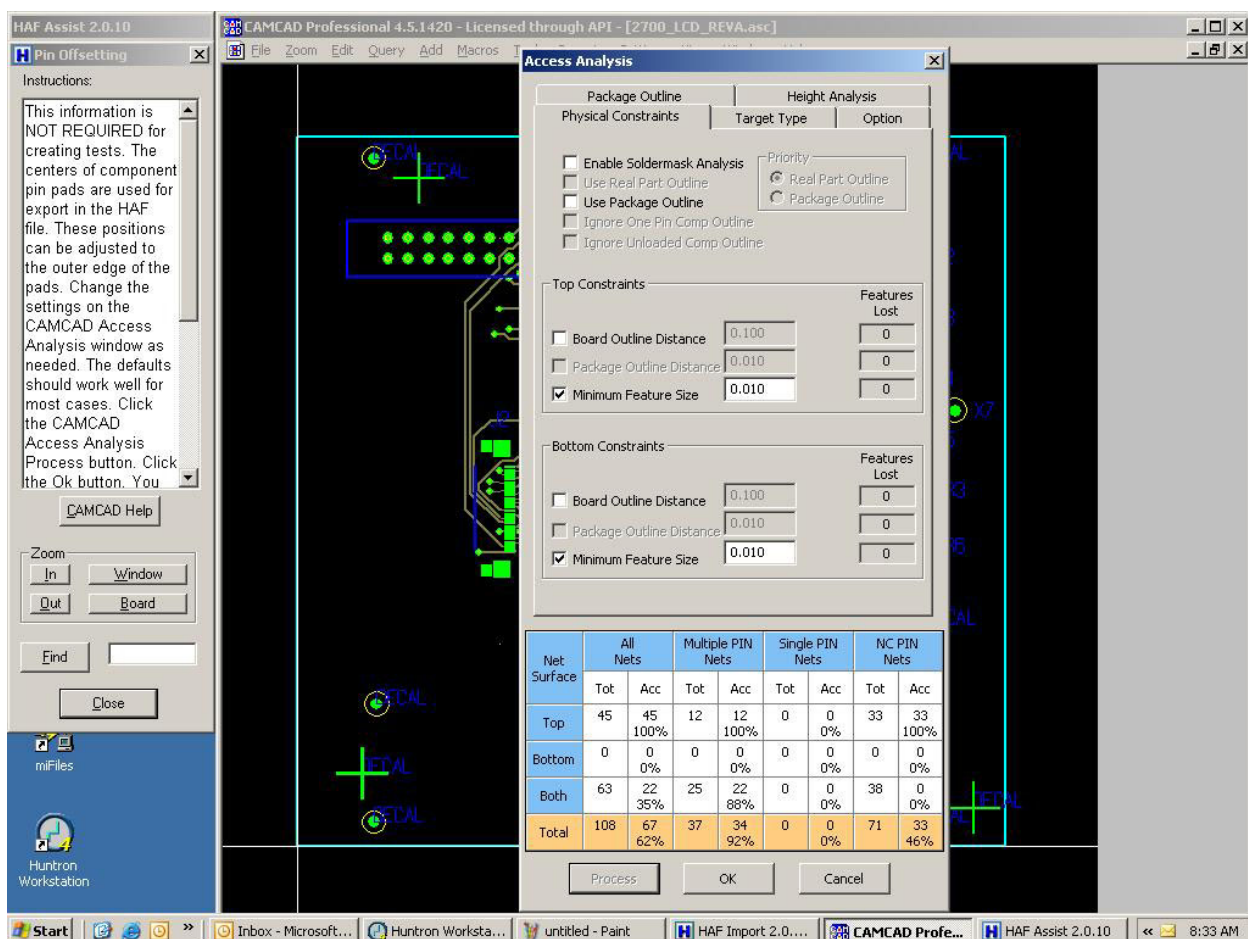 HAF Assist 2.0.10
Pin Offsetting
Instructions:
This information is
NOT REQUIRED for
creating tests. The
centers of component
pin pads are used for
export in the HAF
file. These positions
can be adjusted to
the outer edge of the
pads. Change the
settings on the
CAMCAD Access
Analysis window as
needed. The defaults
should work well for
most cases. Click
the CAMCAD
Access Analysis
Process button. Click
the Ok button. You
CAMCAD Help
Zoom
In Window
Out Board
Find
Close
miFiles
Huntron
Workstation
CAMCAD Professional 4.5.1420 - Licensed through API - [2700_LCD_REVA.asc]
File Zoom Edit Query Add Macros
DECAL
DECAL
J2
DECAL
DECAL
DECAL
X7
DECAL
Access Analysis
Package Outline Height Analysis
Physical Constraints Target Type Option
Enable Soldermask Analysis
Use Real Part Outline
Use Package Outline
Ignore One Pin Comp Outline
Ignore Unloaded Comp Outline
Priority
Real Part Outline
Package Outline
Top Constraints
Features
Lost
Board Outline Distance 0.100 0
Package Outline Distance 0.010 0
Minimum Feature Size 0.010 0
Bottom Constraints
Features
Lost
Board Outline Distance 0.100 0
Package Outline Distance 0.010 0
Minimum Feature Size 0.010 0
Net Surface All Nets Multiple PIN Nets Single PIN Nets NC PIN Nets
Tot Acc Tot Acc Tot Acc Tot Acc
Top 45 45 100% 12 12 100% 0 0 0% 33 33 100%
Bottom 0 0 0% 0 0 0% 0 0 0% 0 0 0%
Both 63 22 35% 25 22 88% 0 0 0% 38 0 0%
Total 108 67 62% 37 34 92% 0 0 0% 71 33 46%
Process OK Cancel
Start » Inbox - Microsoft... Huntron Worksta... untitled - Paint HAF Import 2.0.... CAMCAD Profe... HAF Assist 2.0.10 « 8:33 AM